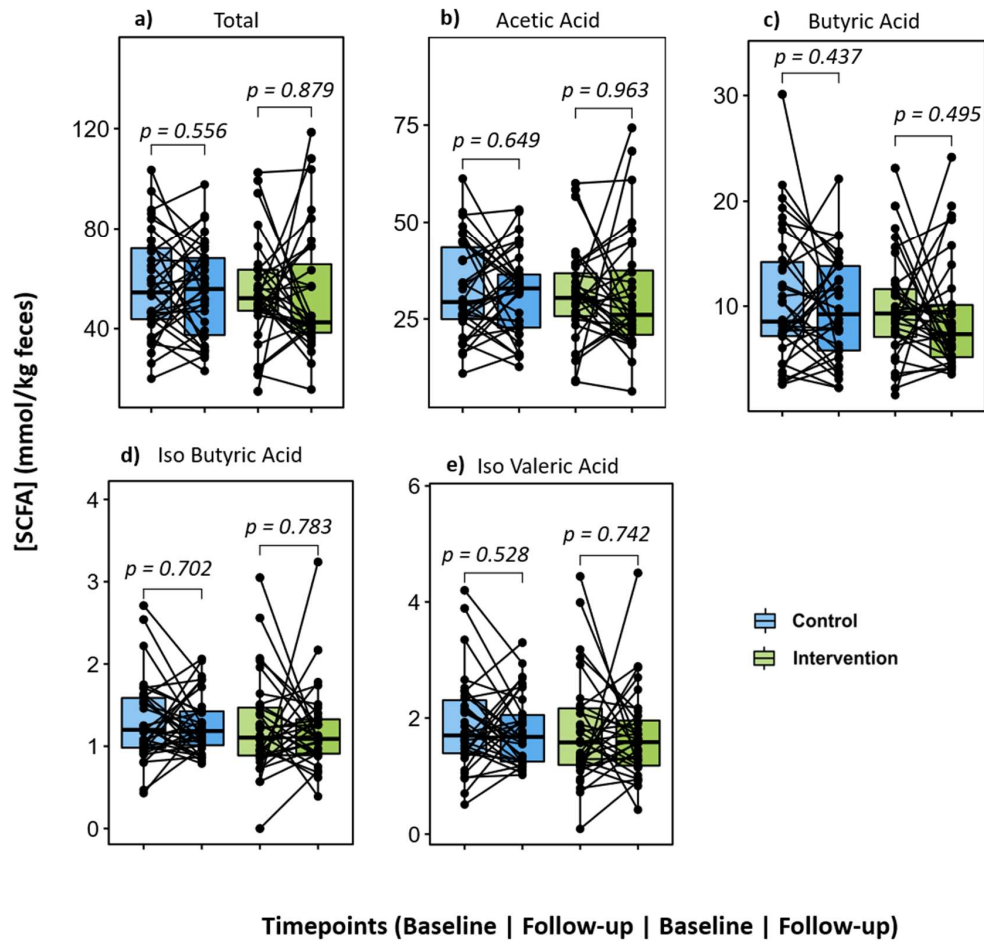 a) Total
p = 0.556
p = 0.879
120
80
40
b) Acetic Acid
p = 0.649
p = 0.963
75
50
25
c) Butyric Acid
p = 0.437
p = 0.495
30
20
10
[SCFA] (mmol/kg feces)
d) Iso Butyric Acid
p = 0.702
p = 0.783
4
3
2
1
0
e) Iso Valeric Acid
p = 0.528
p = 0.742
6
4
2
0
Control
Intervention
Timepoints (Baseline | Follow-up | Baseline | Follow-up)